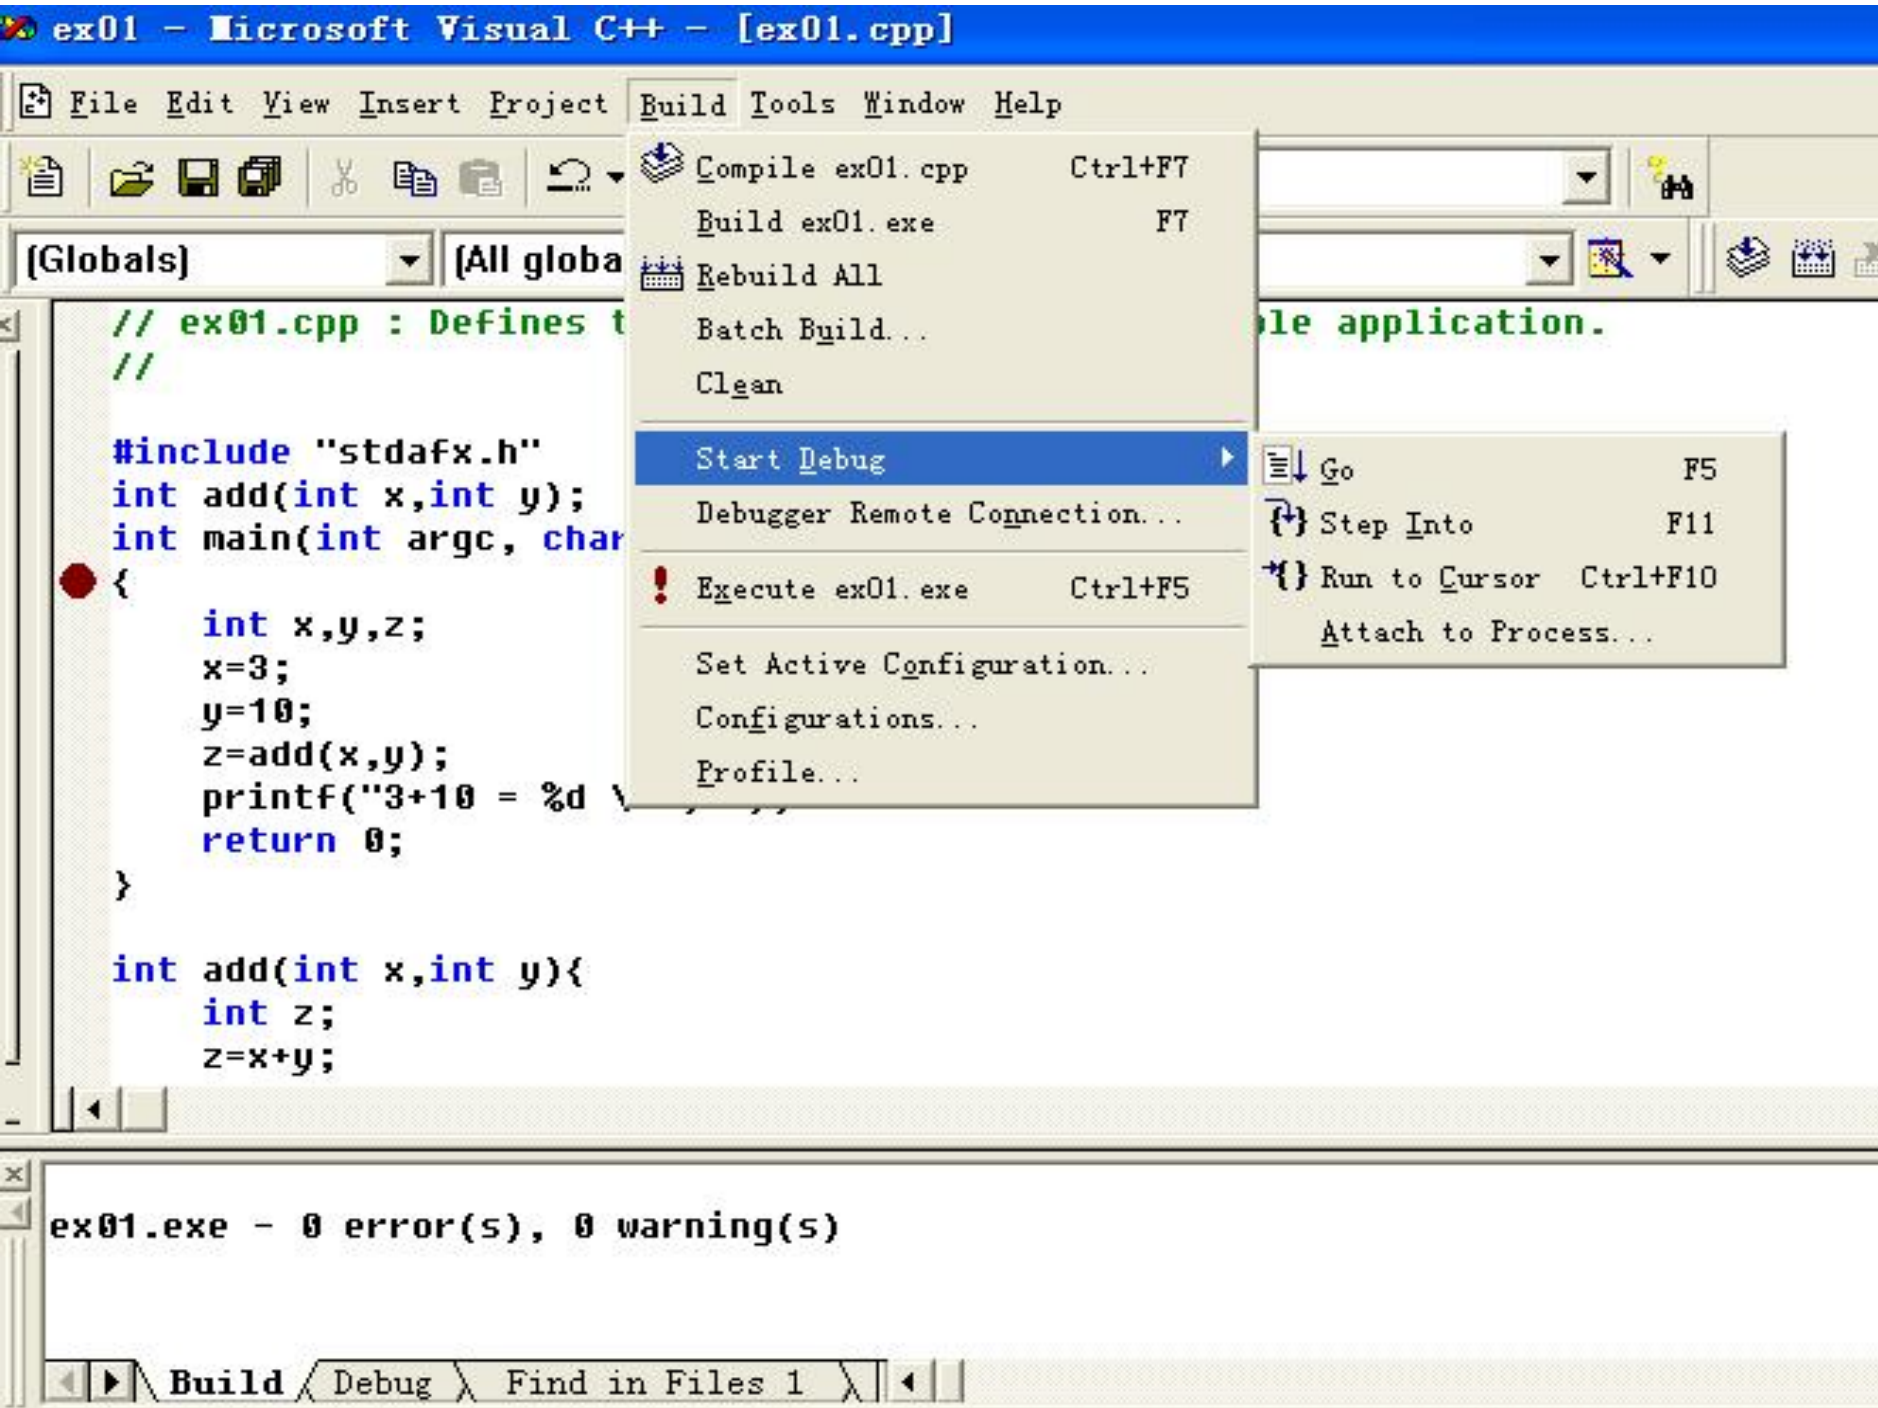 ex01 - Microsoft Visual C++ - [ex01.cpp]
File Edit View Insert Project Build Tools Window Help
Compile ex01.cpp Ctrl+F7
Build ex01.exe F7
(Globals) (All globa
Rebuild All
// ex01.cpp : Defines t
Batch Build...
le application.
//
Clean
#include "stdafx.h"
Start Debug
Go F5
int add(int x,int y);
Debugger Remote Connection...
Step Into F11
int main(int argc, char
{
Execute ex01.exe Ctrl+F5
Run to Cursor Ctrl+F10
int x,y,z;
Attach to Process...
x=3;
Set Active Configuration...
y=10;
Configurations...
z=add(x,y);
Profile...
printf("3+10 = %d \
return 0;
}
int add(int x,int y){
int z;
z=x+y;
ex01.exe - 0 error(s), 0 warning(s)
Build Debug Find in Files 1